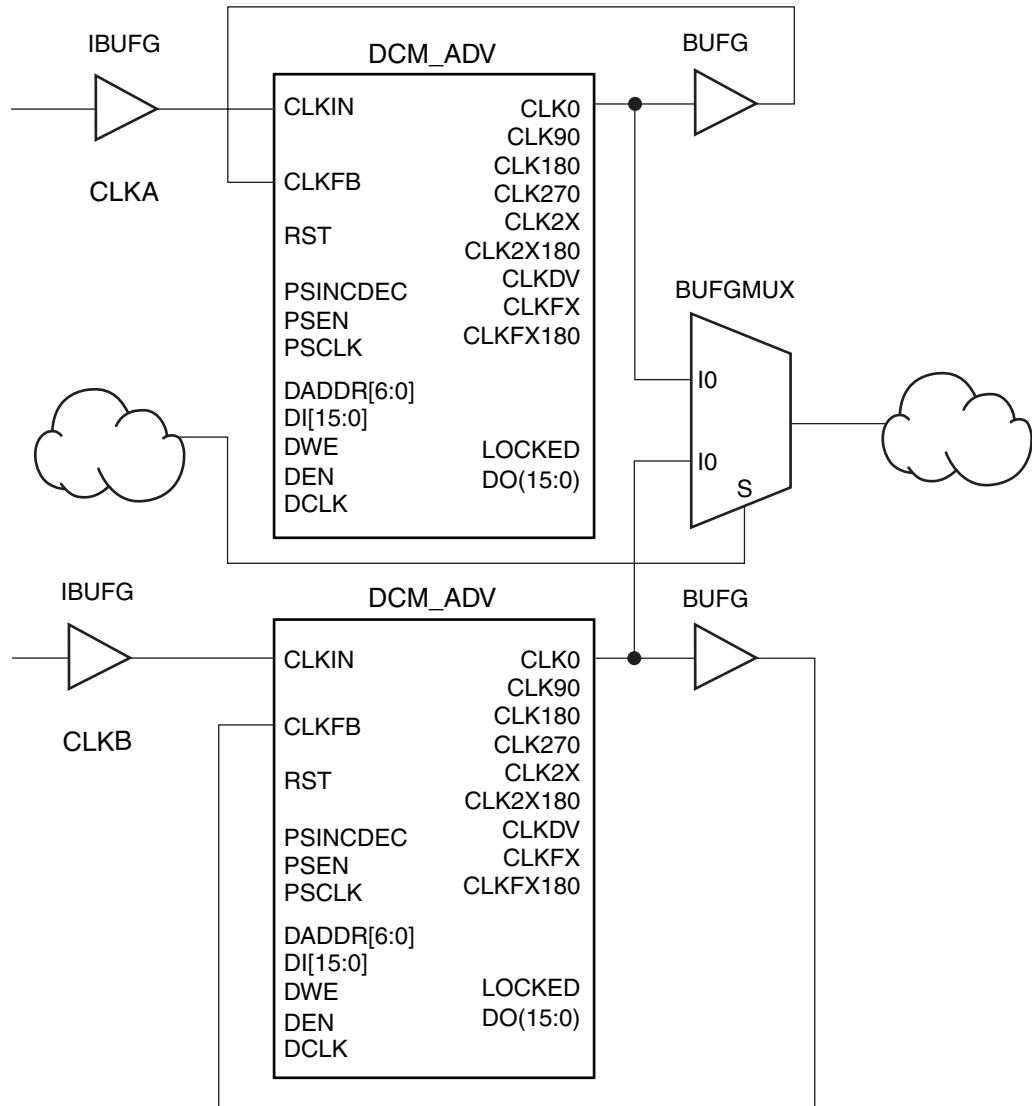 IBUFG
CLKA
DCM_ADV
CLKIN
CLKFB
RST
PSINCDEC
PSEN
PSCLK
DADDR[6:0]
DI[15:0]
DWE
DEN
DCLK
CLK0
CLK90
CLK180
CLK270
CLK2X
CLK2X180
CLKDV
CLKFX
CLKFX180
LOCKED
DO(15:0)
BUFG
BUFGMUX
I0
I0
S
IBUFG
CLKB
DCM_ADV
CLKIN
CLKFB
RST
PSINCDEC
PSEN
PSCLK
DADDR[6:0]
DI[15:0]
DWE
DEN
DCLK
CLK0
CLK90
CLK180
CLK270
CLK2X
CLK2X180
CLKDV
CLKFX
CLKFX180
LOCKED
DO(15:0)
BUFG